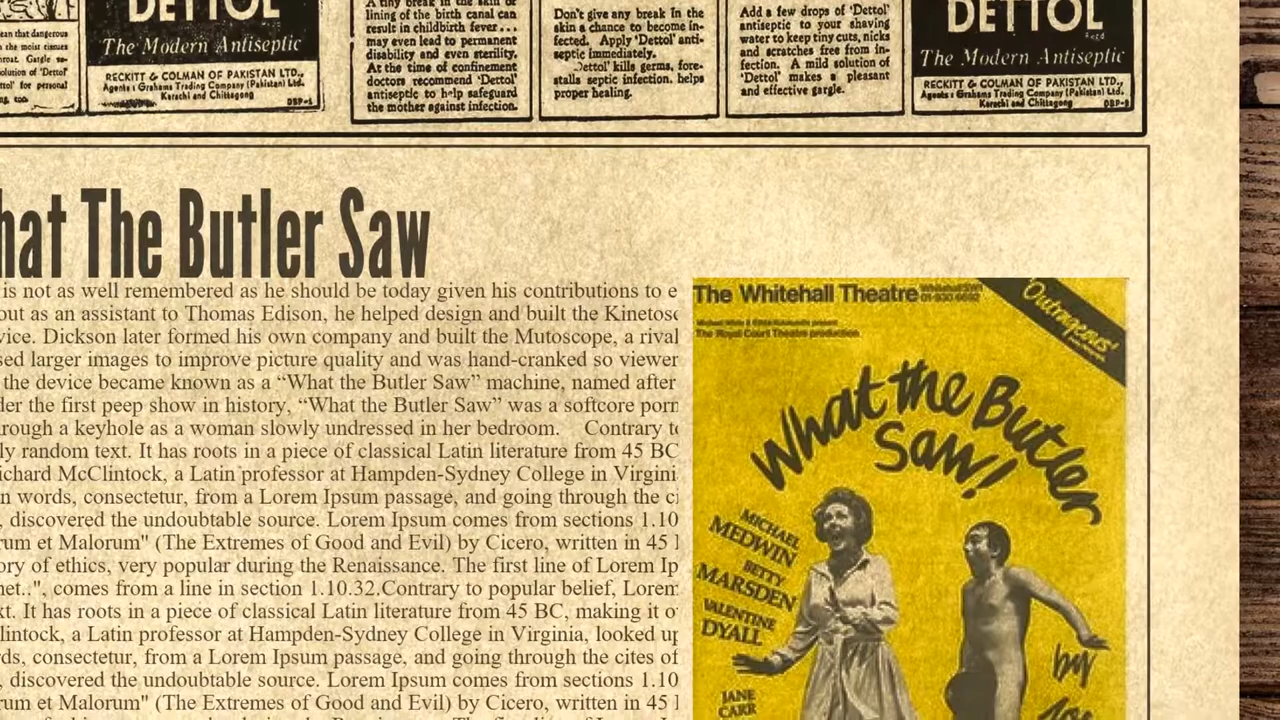 DETTOL
The Modern Antiseptic
RECKITT & COLMAN OF PAKISTAN LTD.,
Agents : Grahams Trading Company (Pakistan) Ltd.
Karachi and Chittagong
lining of the birth canal can
result in childbirth fever...
may even lead to permanent
disability and even sterility.
At the time of confinement
doctors recommend 'Dettol'
antiseptic to help safeguard
the mother against infection.
Don't give any break in the
skin a chance to become in-
fected. Apply 'Dettol' anti-
septic immediately.
'Dettol' kills germs, fore-
stalls septic infection. helps
proper healing.
Add a few drops of 'Dettol'
antiseptic to your shaving
water to keep tiny cuts, nicks
and scratches free from in-
fection. A mild solution of
'Dettol' makes a pleasant
and effective gargle.
DETTOL
The Modern Antiseptic
RECKITT & COLMAN OF PAKISTAN LTD.,
Agents : Grahams Trading Company (Pakistan) Ltd.
Karachi and Chittagong
hat The Butler Saw
is not as well remembered as he should be today given his contributions to e
out as an assistant to Thomas Edison, he helped design and built the Kinetosc
vice. Dickson later formed his own company and built the Mutoscope, a rival
sed larger images to improve picture quality and was hand-cranked so viewer
the device became known as a “What the Butler Saw” machine, named after
der the first peep show in history, “What the Butler Saw” was a softcore porn
rough a keyhole as a woman slowly undressed in her bedroom. Contrary to
ly random text. It has roots in a piece of classical Latin literature from 45 BC
ichard McClintock, a Latin professor at Hampden-Sydney College in Virgini
n words, consectetur, from a Lorem Ipsum passage, and going through the ci
, discovered the undoubtable source. Lorem Ipsum comes from sections 1.10
rum et Malorum" (The Extremes of Good and Evil) by Cicero, written in 45
ory of ethics, very popular during the Renaissance. The first line of Lorem Ip
net..", comes from a line in section 1.10.32.Contrary to popular belief, Lorem
xt. It has roots in a piece of classical Latin literature from 45 BC, making it o
lintock, a Latin professor at Hampden-Sydney College in Virginia, looked up
ds, consectetur, from a Lorem Ipsum passage, and going through the cites of
, discovered the undoubtable source. Lorem Ipsum comes from sections 1.10
rum et Malorum" (The Extremes of Good and Evil) by Cicero, written in 45
The Whitehall Theatre
The Royal Court Theatre production
Outrageous'
What the Butler
Saw!
MICHAEL
MEDWIN
BETTY
MARSDEN
VALENTINE
DYALL
JANE
CARR
by